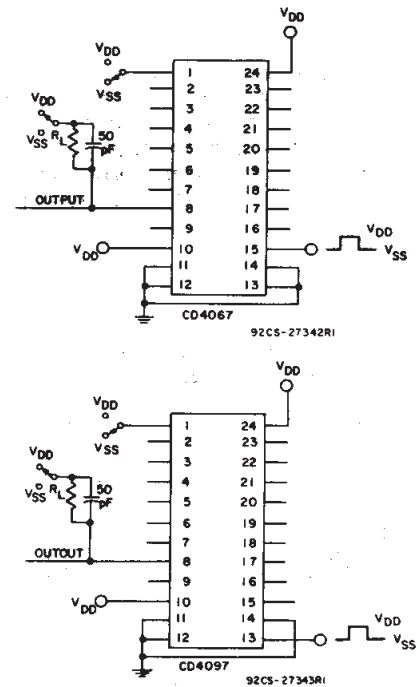 VDD
VDD
VSS
VDD
VSS
RL
50
pF
OUTPUT
VDD
1 24
2 23
3 22
4 21
5 20
6 19
7 18
8 17
9 16
10 15
11 14
12 13
VDD
VSS
CD4067
92CS-27342R1
VDD
VDD
VSS
VDD
VSS
RL
50
pF
OUTOUT
VDD
1 24
2 23
3 22
4 21
5 20
6 19
7 18
8 17
9 16
10 15
11 14
12 13
VDD
VSS
CD4097
92CS-27343R1